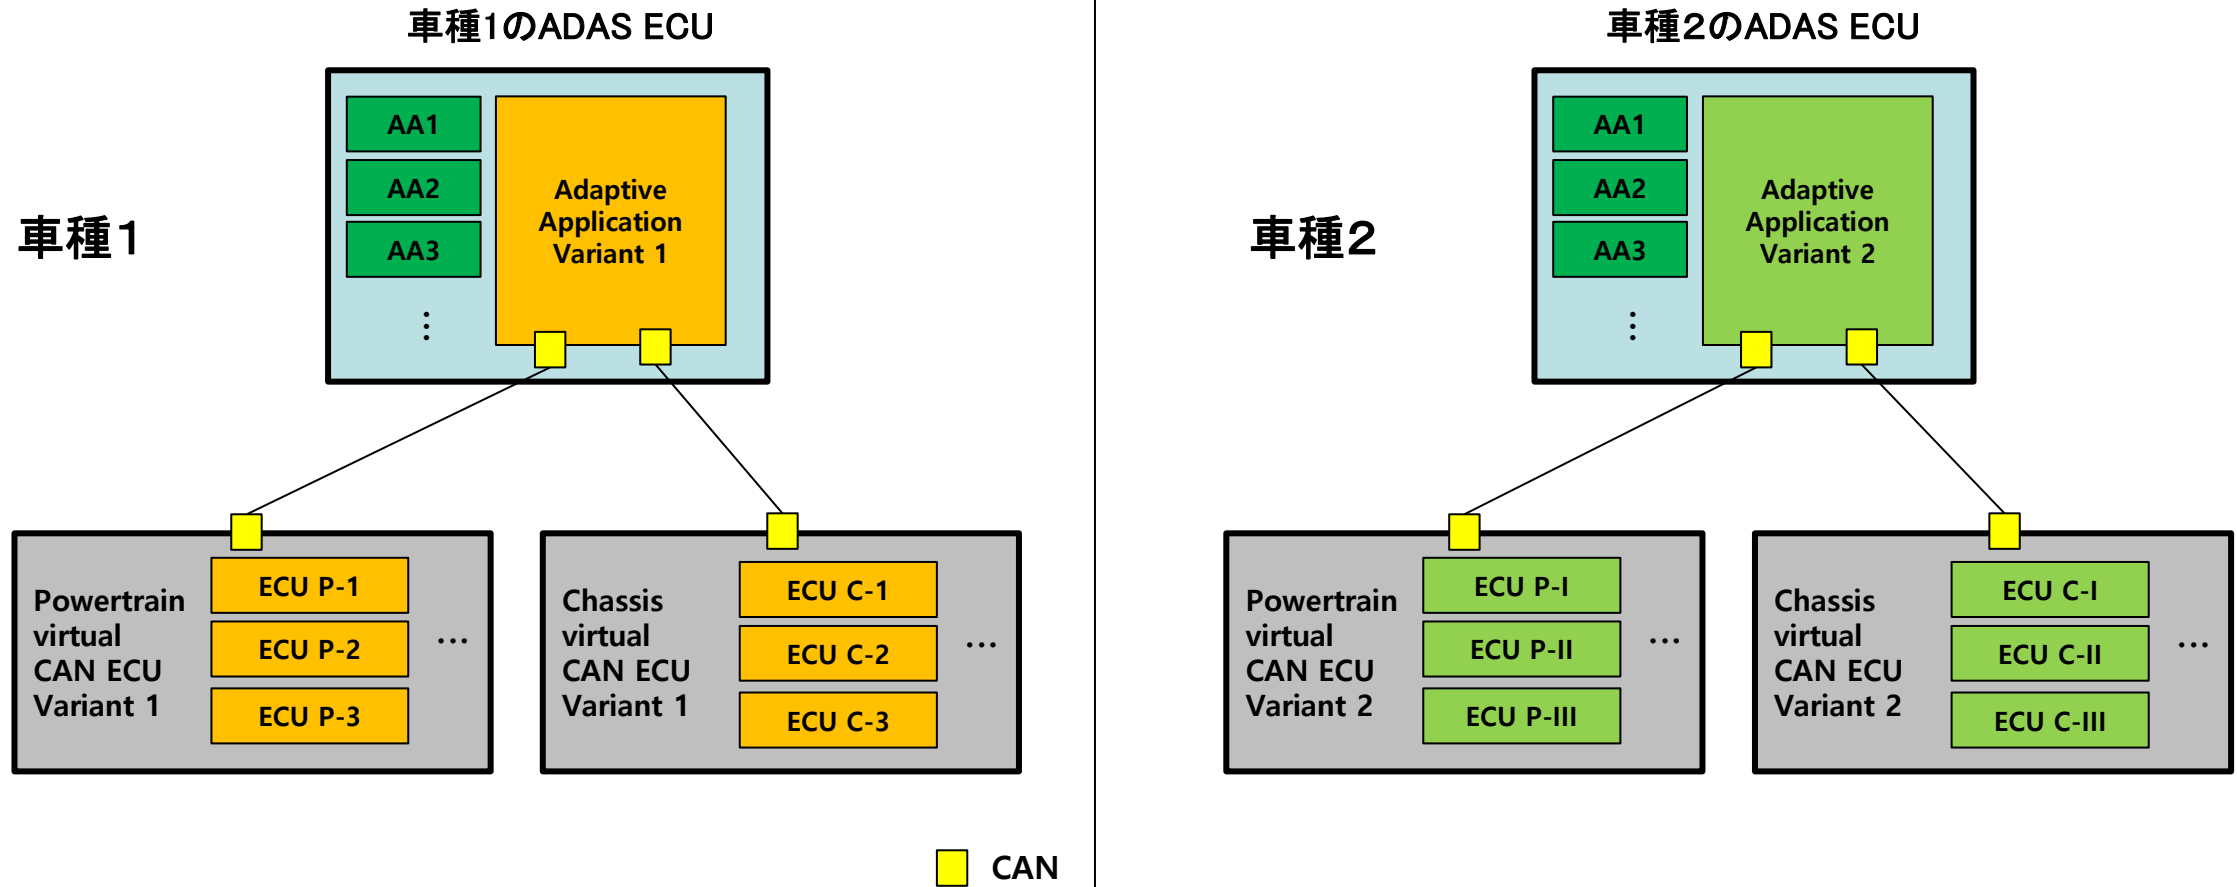 車種1のADAS ECU
車種1
AA1
AA2
AA3
⋮
Adaptive
Application
Variant 1
Powertrain
virtual
CAN ECU
Variant 1
ECU P-1
ECU P-2
ECU P-3
…
Chassis
virtual
CAN ECU
Variant 1
ECU C-1
ECU C-2
ECU C-3
…
CAN
車種2のADAS ECU
車種2
AA1
AA2
AA3
⋮
Adaptive
Application
Variant 2
Powertrain
virtual
CAN ECU
Variant 2
ECU P-I
ECU P-II
ECU P-III
…
Chassis
virtual
CAN ECU
Variant 2
ECU C-I
ECU C-II
ECU C-III
…